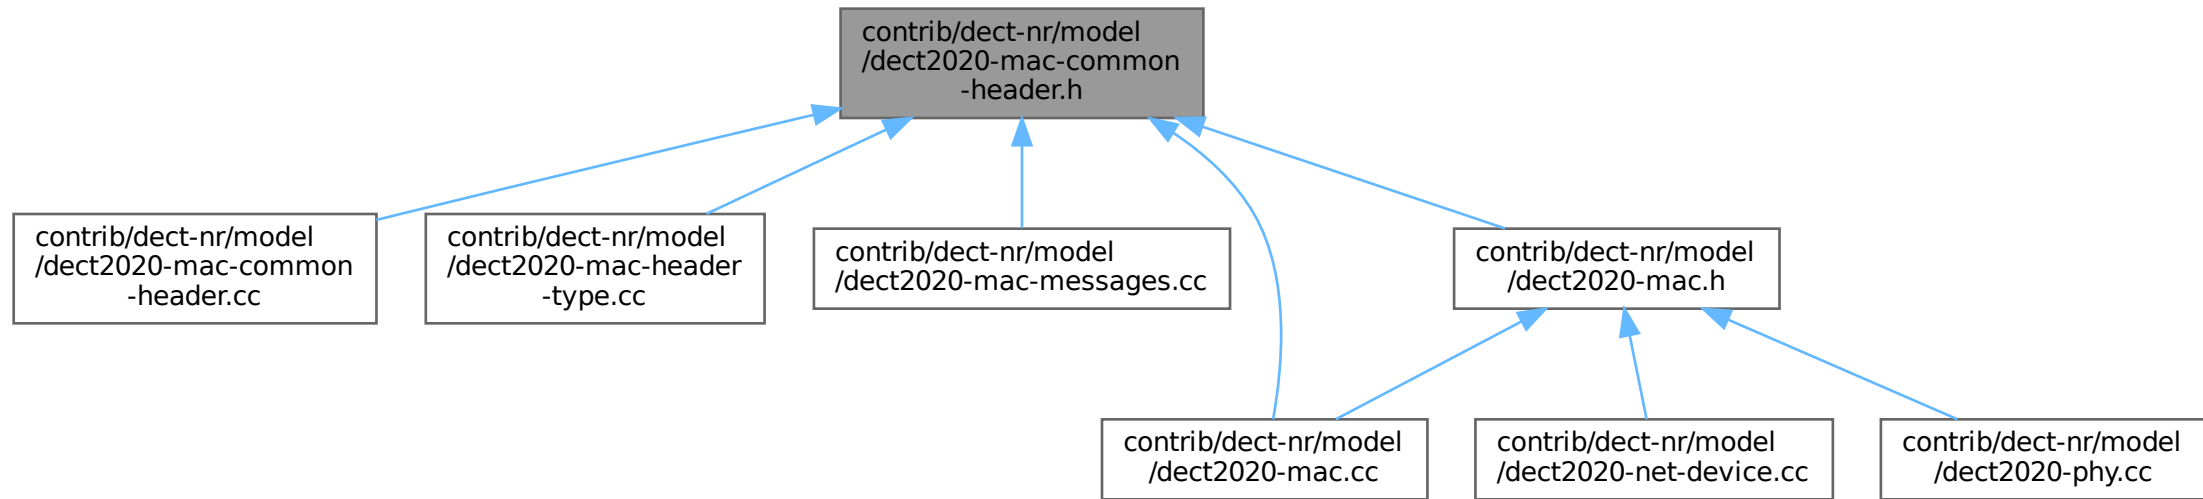 contrib/dect-nr/model
/dect2020-mac-common
-header.h
contrib/dect-nr/model
/dect2020-mac-common
-header.cc
contrib/dect-nr/model
/dect2020-mac-header
-type.cc
contrib/dect-nr/model
/dect2020-mac-messages.cc
contrib/dect-nr/model
/dect2020-mac.h
contrib/dect-nr/model
/dect2020-mac.cc
contrib/dect-nr/model
/dect2020-net-device.cc
contrib/dect-nr/model
/dect2020-phy.cc